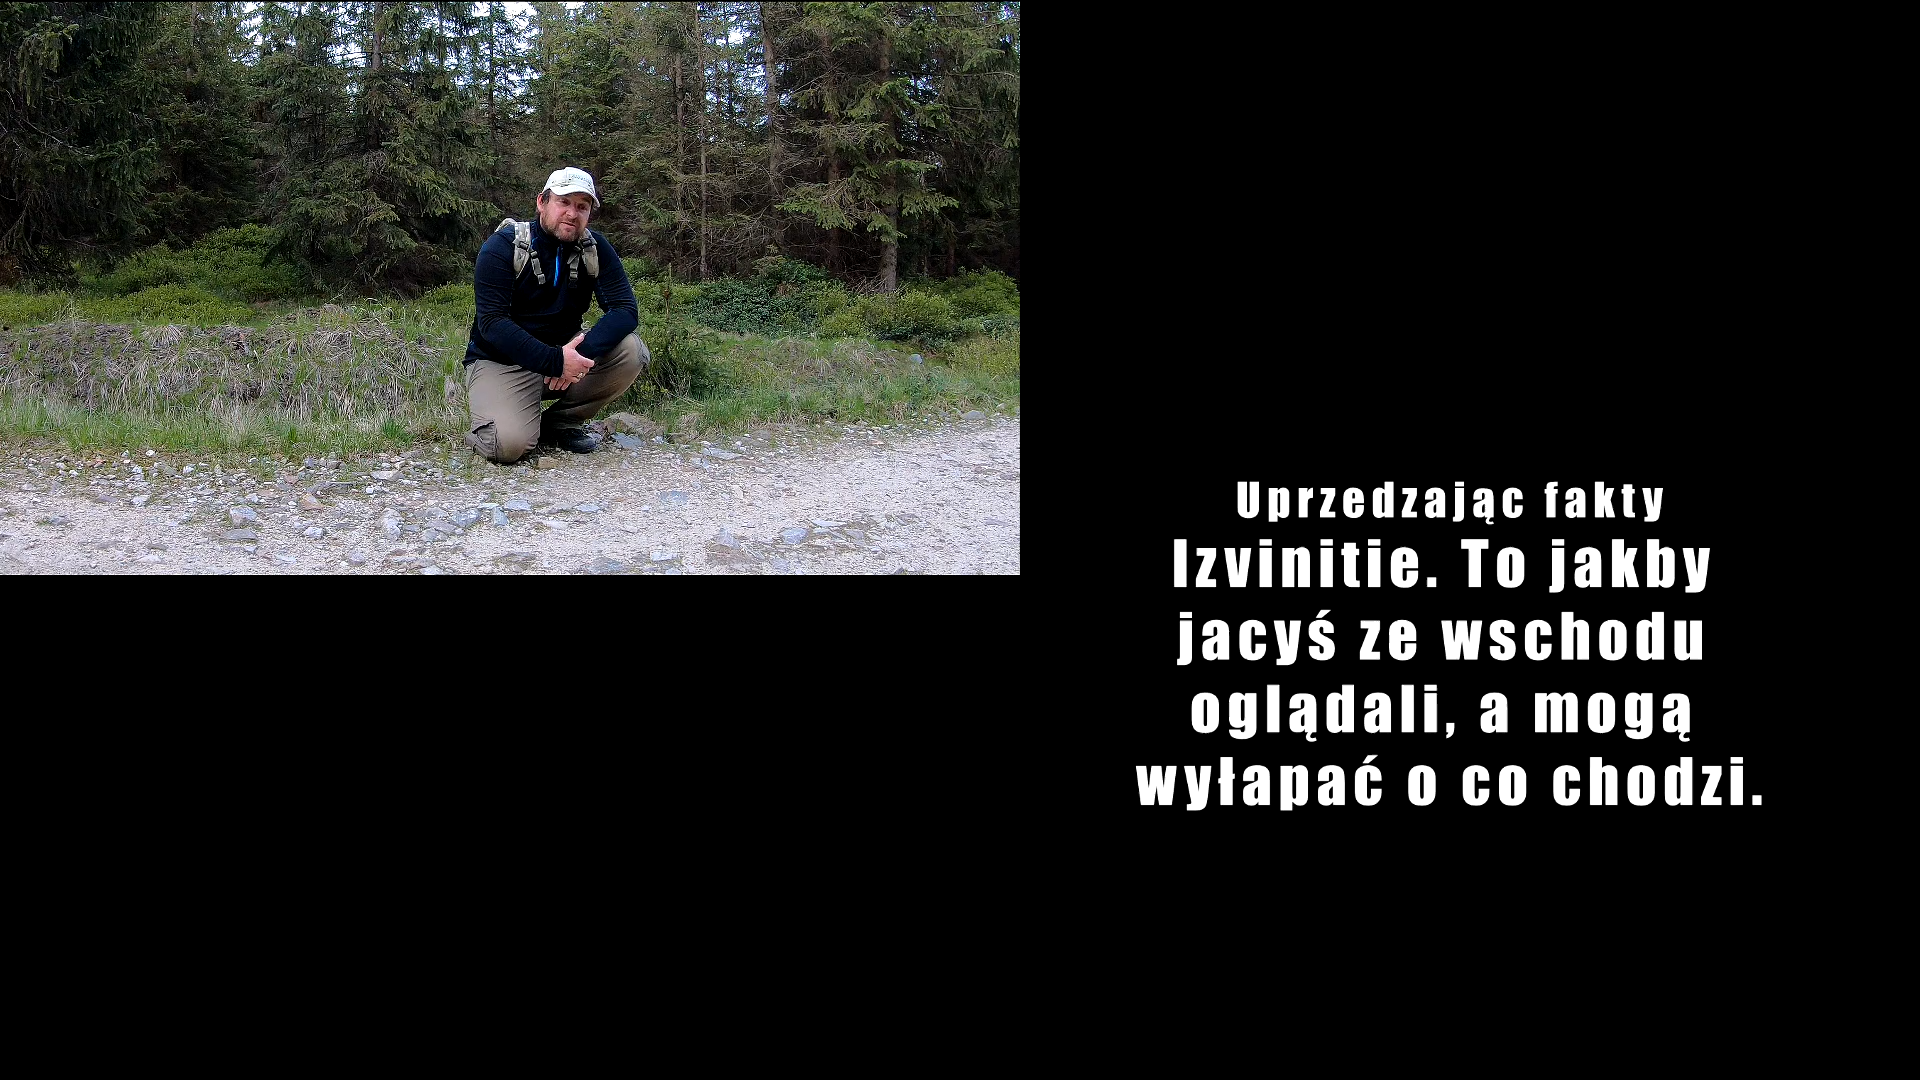 Uprzedzając fakty
Izvinitie. To jakby
jacyś ze wschodu
oglądali, a mogą
wyłapać o co chodzi.